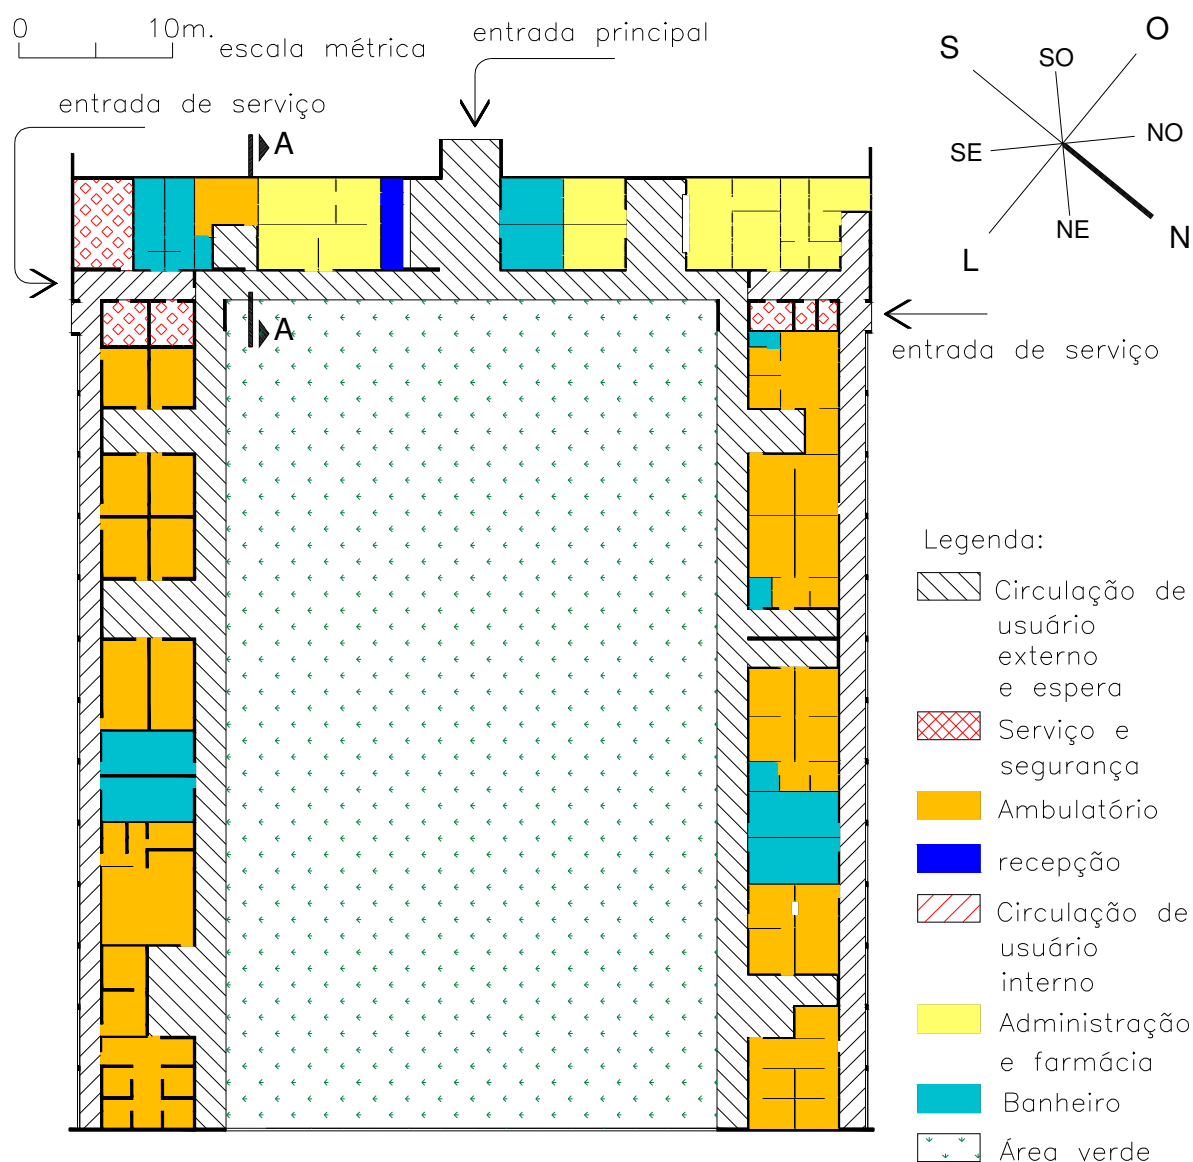 0 10m.
escala métrica
entrada principal
entrada de serviço
A
A
S
O
SO
NO
SE
NE
L
N
entrada de serviço
Legenda:
Circulação de
usuário
externo
e espera
Serviço e
segurança
Ambulatório
recepção
Circulação de
usuário
interno
Administração
e farmácia
Banheiro
Área verde